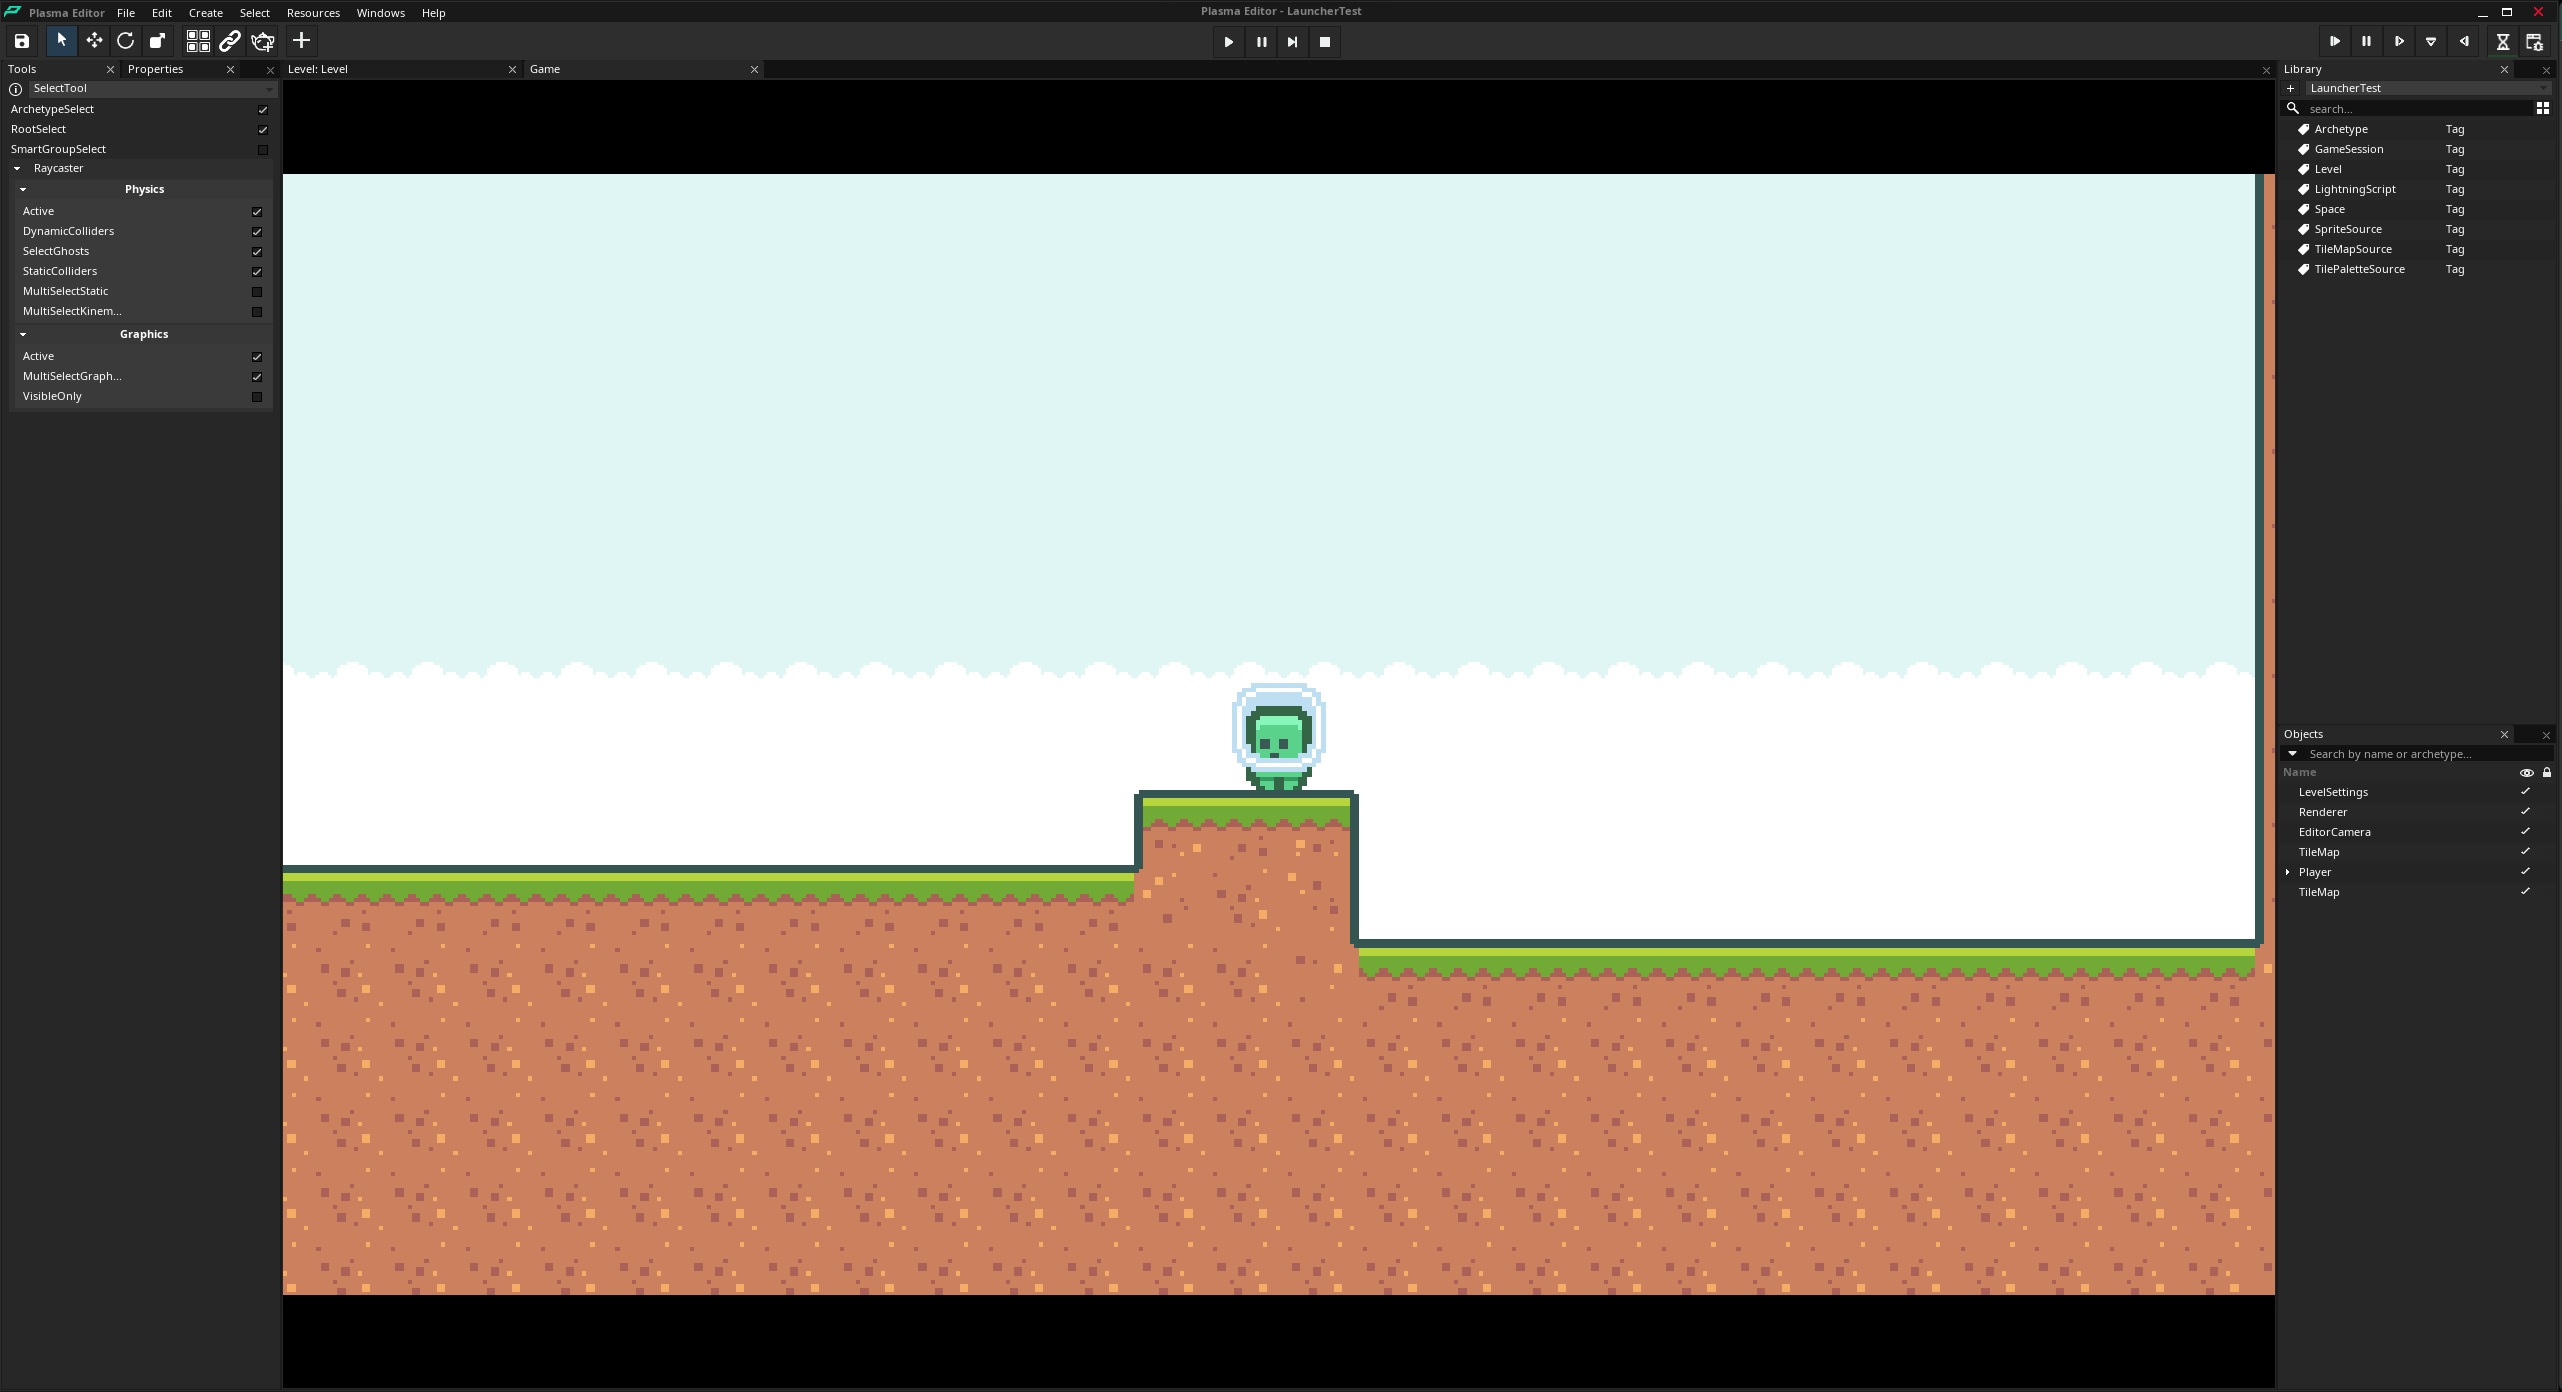 Plasma Editor File Edit Create Select Resources Windows Help
Plasma Editor - LauncherTest
Tools Properties
Level: Level Game
SelectTool
ArchetypeSelect
RootSelect
SmartGroupSelect
Raycaster
Physics
Active
DynamicColliders
SelectGhosts
StaticColliders
MultiSelectStatic
MultiSelectKinem...
Graphics
Active
MultiSelectGraph...
VisibleOnly
Library
LauncherTest
search...
Archetype Tag
GameSession Tag
Level Tag
LightningScript Tag
Space Tag
SpriteSource Tag
TileMapSource Tag
TilePaletteSource Tag
Objects
Search by name or archetype...
Name
LevelSettings
Renderer
EditorCamera
TileMap
Player
TileMap